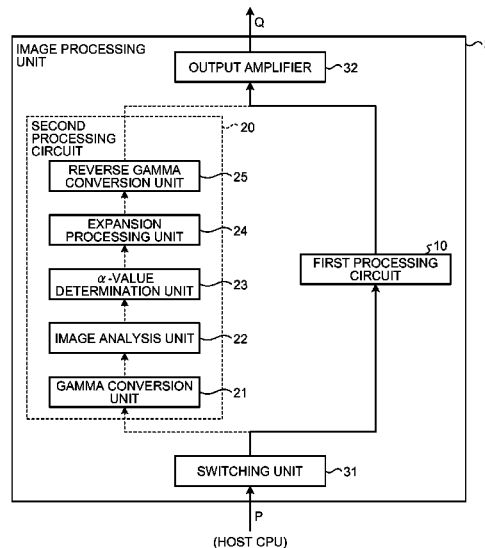 Q
IMAGE PROCESSING
UNIT
OUTPUT AMPLIFIER
32
SECOND
PROCESSING
CIRCUIT
20
REVERSE GAMMA
CONVERSION UNIT
25
EXPANSION
PROCESSING UNIT
24
10
FIRST PROCESSING
CIRCUIT
α-VALUE
DETERMINATION UNIT
23
IMAGE ANALYSIS UNIT
22
GAMMA CONVERSION
UNIT
21
SWITCHING UNIT
31
P
(HOST CPU)